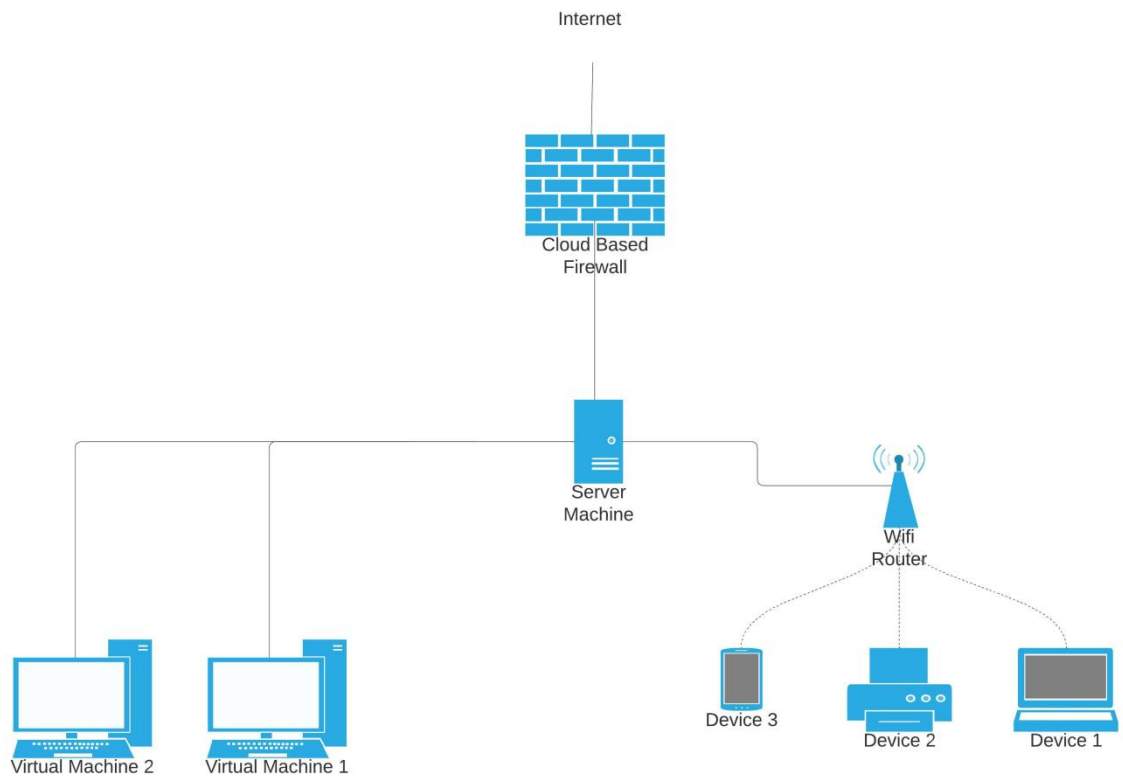 Internet
Cloud Based
Firewall
Server
Machine
Wifi
Router
Device 3
Device 2
Device 1
Virtual Machine 2
Virtual Machine 1